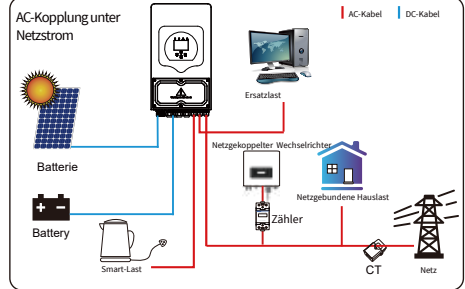 AC-Kopplung unter
Netzstrom
AC-Kabel
DC-Kabel
Ersatzlast
Batterie
Netzgekoppelter Wechselrichter
Zähler
Netzgebundene Hauslast
Battery
Smart-Last
CT
Netz